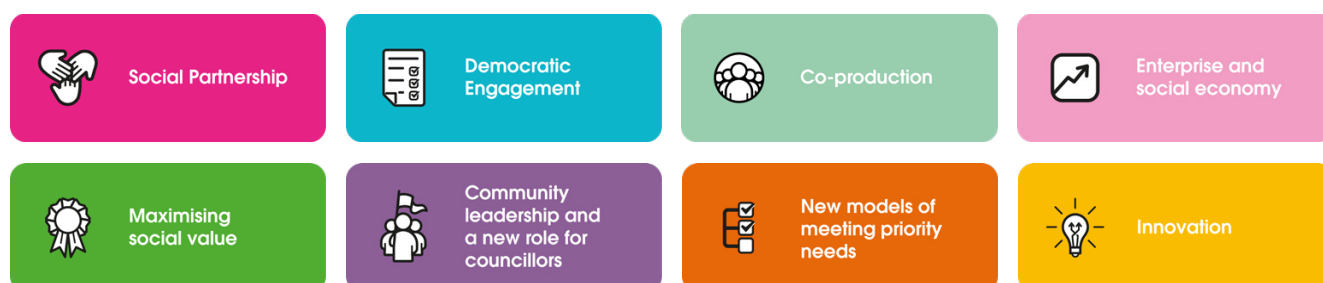 Social Partnership
Democratic
Engagement
Co-production
Enterprise and
social economy
Maximising
social value
Community
leadership and
a new role for
councillors
New models of
meeting priority
needs
Innovation